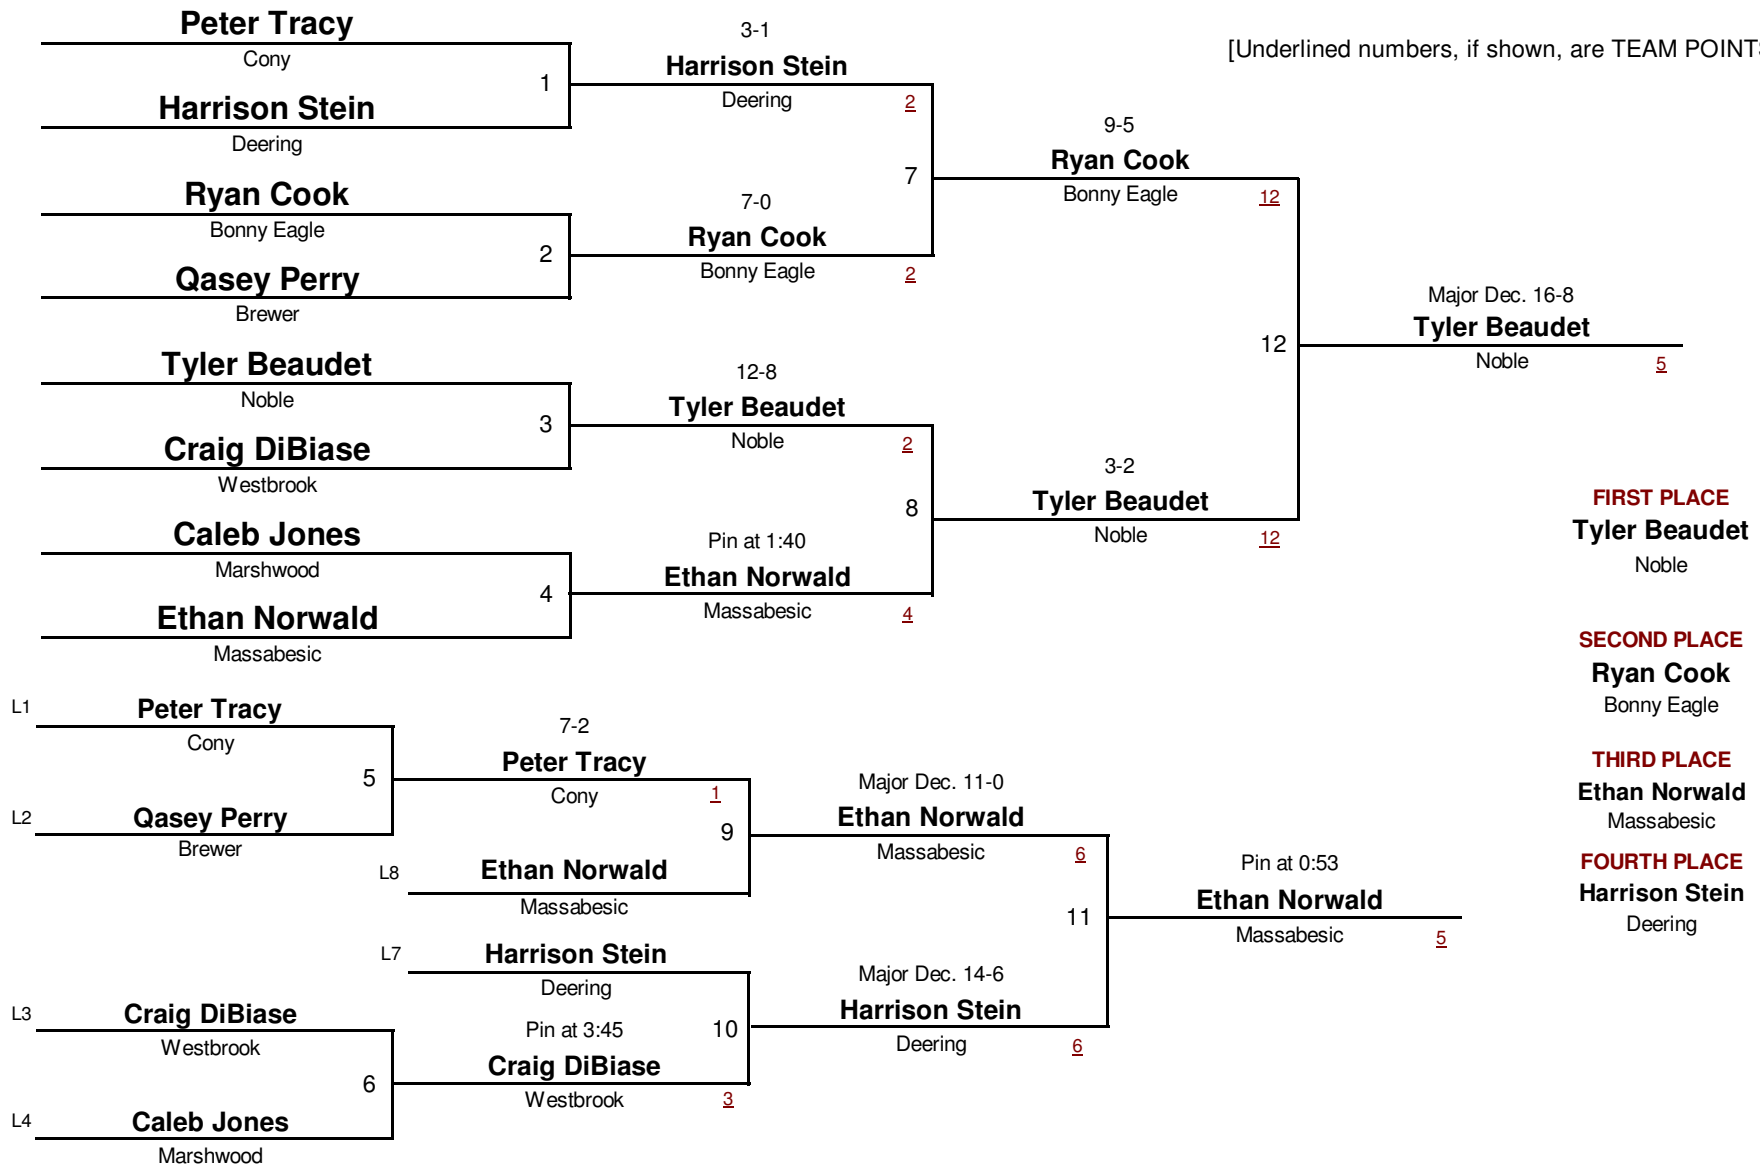 [Underlined numbers, if shown, are TEAM POINTS
Peter Tracy
Cony
1
Harrison Stein
Deering
3-1
Harrison Stein
Deering
2
Ryan Cook
Bonny Eagle
2
Qasey Perry
Brewer
7-0
Ryan Cook
Bonny Eagle
2
7
9-5
Ryan Cook
Bonny Eagle
12
Tyler Beaudet
Noble
3
Craig DiBiase
Westbrook
12-8
Tyler Beaudet
Noble
2
Caleb Jones
Marshwood
4
Ethan Norwald
Massabesic
Pin at 1:40
Ethan Norwald
Massabesic
4
8
3-2
Tyler Beaudet
Noble
12
12
Major Dec. 16-8
Tyler Beaudet
Noble
5
FIRST PLACE
Tyler Beaudet
Noble
SECOND PLACE
Ryan Cook
Bonny Eagle
THIRD PLACE
Ethan Norwald
Massabesic
FOURTH PLACE
Harrison Stein
Deering
L1
Peter Tracy
Cony
5
L2
Qasey Perry
Brewer
7-2
Peter Tracy
Cony
1
9
L8
Ethan Norwald
Massabesic
Major Dec. 11-0
Ethan Norwald
Massabesic
6
L7
Harrison Stein
Deering
L3
Craig DiBiase
Westbrook
6
L4
Caleb Jones
Marshwood
Pin at 3:45
Craig DiBiase
Westbrook
3
10
Major Dec. 14-6
Harrison Stein
Deering
6
11
Pin at 0:53
Ethan Norwald
Massabesic
5